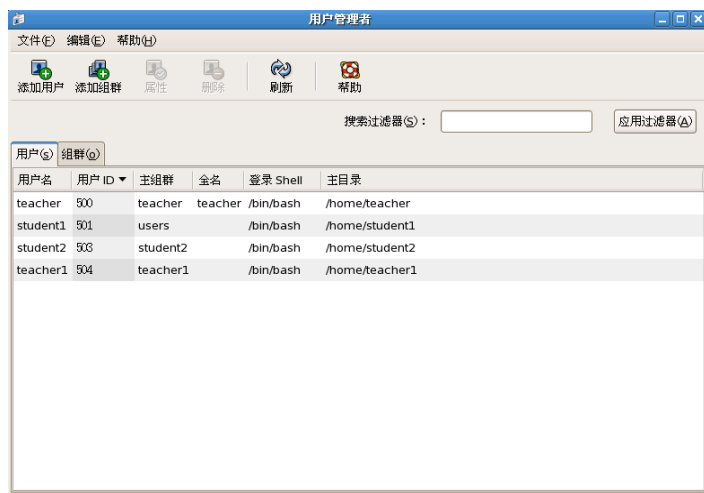 用户管理者
文件(F) 编辑(E) 帮助(H)
添加用户 添加组群 属性 删除 刷新 帮助
搜索过滤器(S)： 应用过滤器(A)
用户(s) 组群(o)
用户名 用户 ID 主组群 全名 登录 Shell 主目录
teacher 500 teacher teacher /bin/bash /home/teacher
student1 501 users /bin/bash /home/student1
student2 503 student2 /bin/bash /home/student2
teacher1 504 teacher1 /bin/bash /home/teacher1